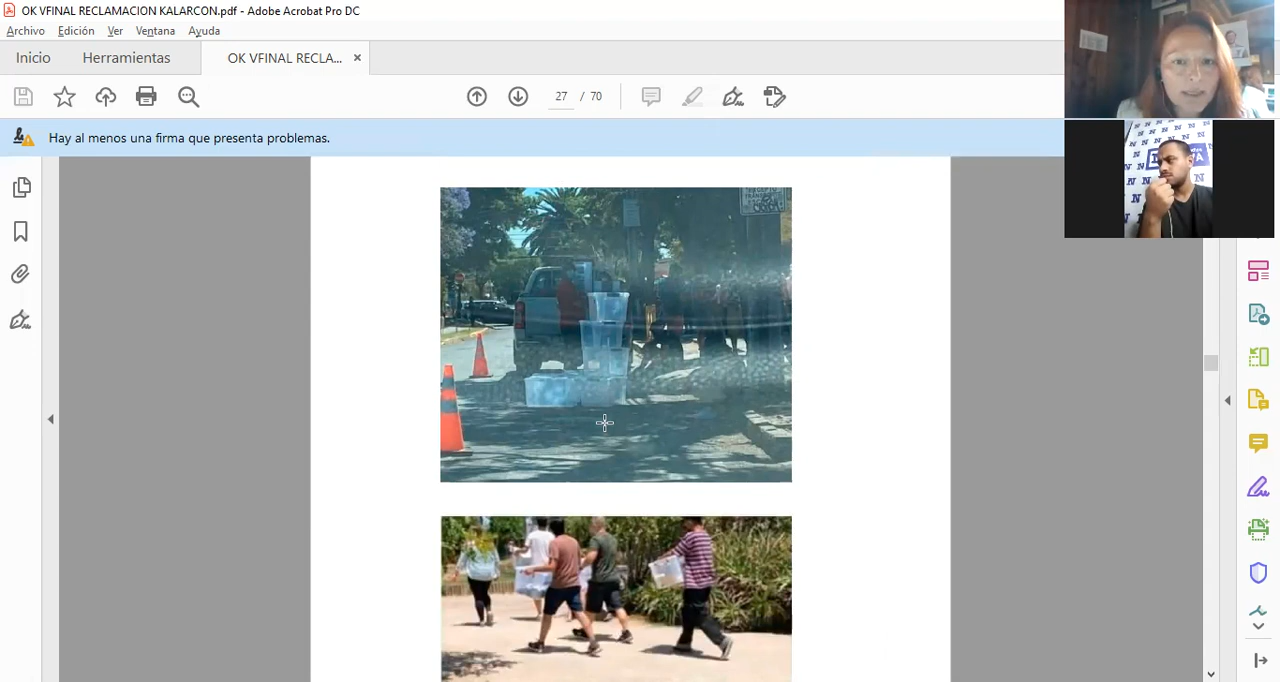 OK VFINAL RECLAMACION KALARCON.pdf - Adobe Acrobat Pro DC
Archivo Edición Ver Ventana Ayuda
Inicio Herramientas OK VFINAL RECLA... ×
27 / 70
Hay al menos una firma que presenta problemas.